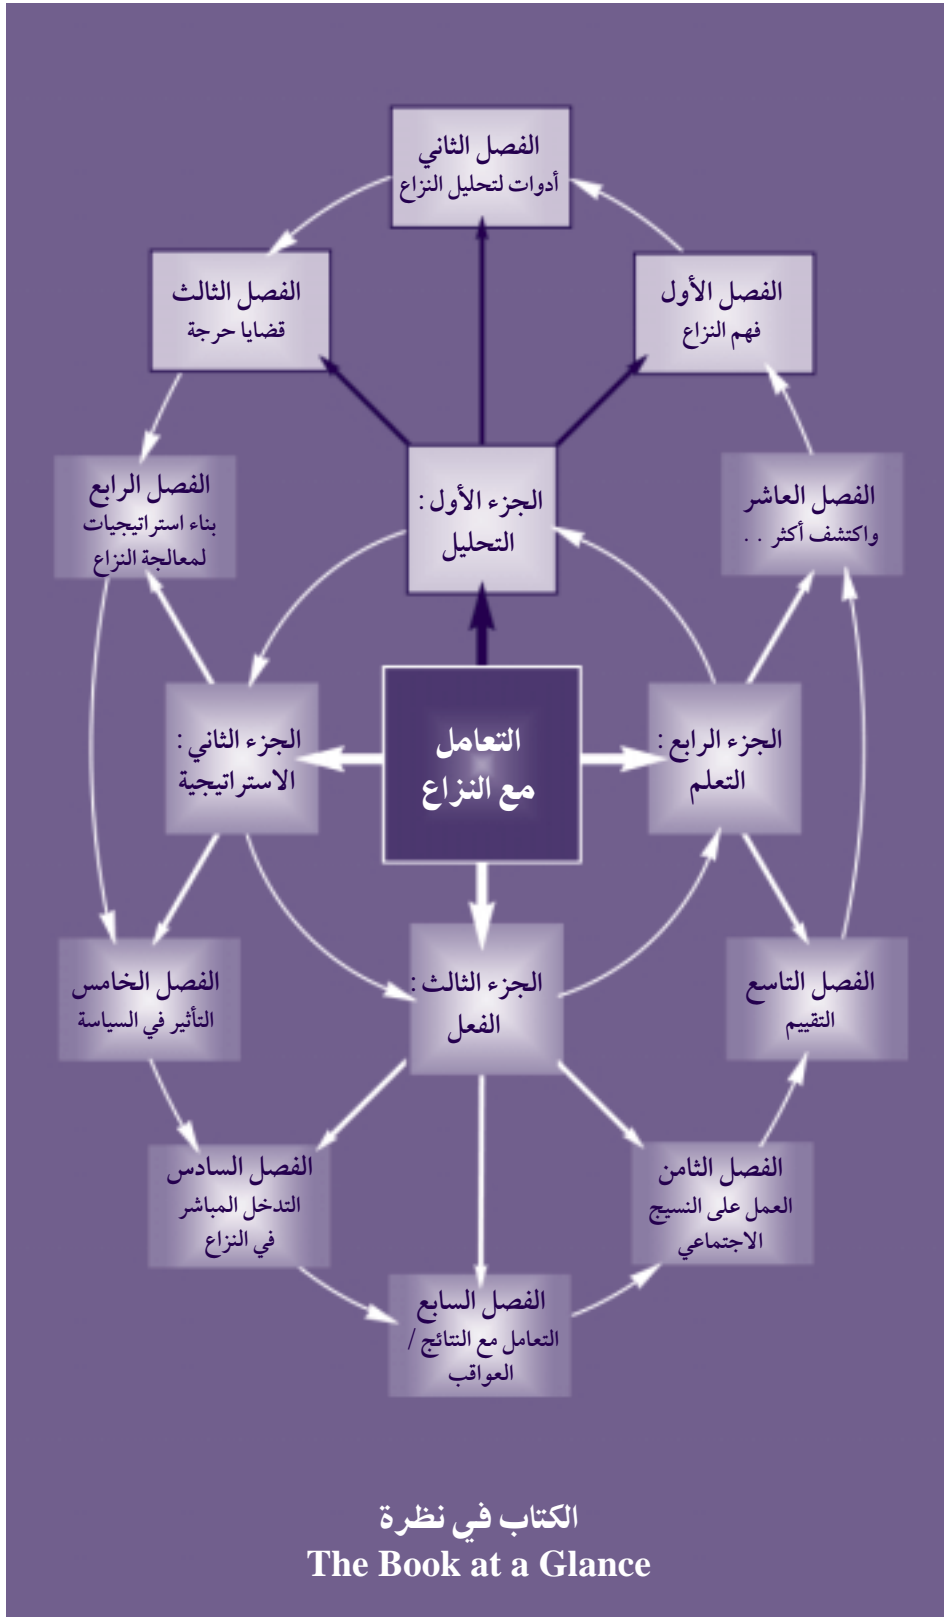 الفصل الثاني
أدوات لتحليل النزاع
الفصل الأول
فهم النزاع
الفصل الثالث
قضايا حرجة
الجزء الأول :
التحليل
الفصل العاشر
واكتشف أكثر . .
الفصل الرابع
بناء استراتيجيات
لمعالجة النزاع
الجزء الرابع :
التعلم
التعامل
مع النزاع
الجزء الثاني :
الاستراتيجية
الفصل التاسع
التقييم
الجزء الثالث :
الفعل
الفصل الخامس
التأثير في السياسة
الفصل الثامن
العمل على النسيج
الاجتماعي
الفصل السادس
التدخل المباشر
في النزاع
الفصل السابع
التعامل مع النتائج /
العواقب
الكتاب في نظرة
The Book at a Glance